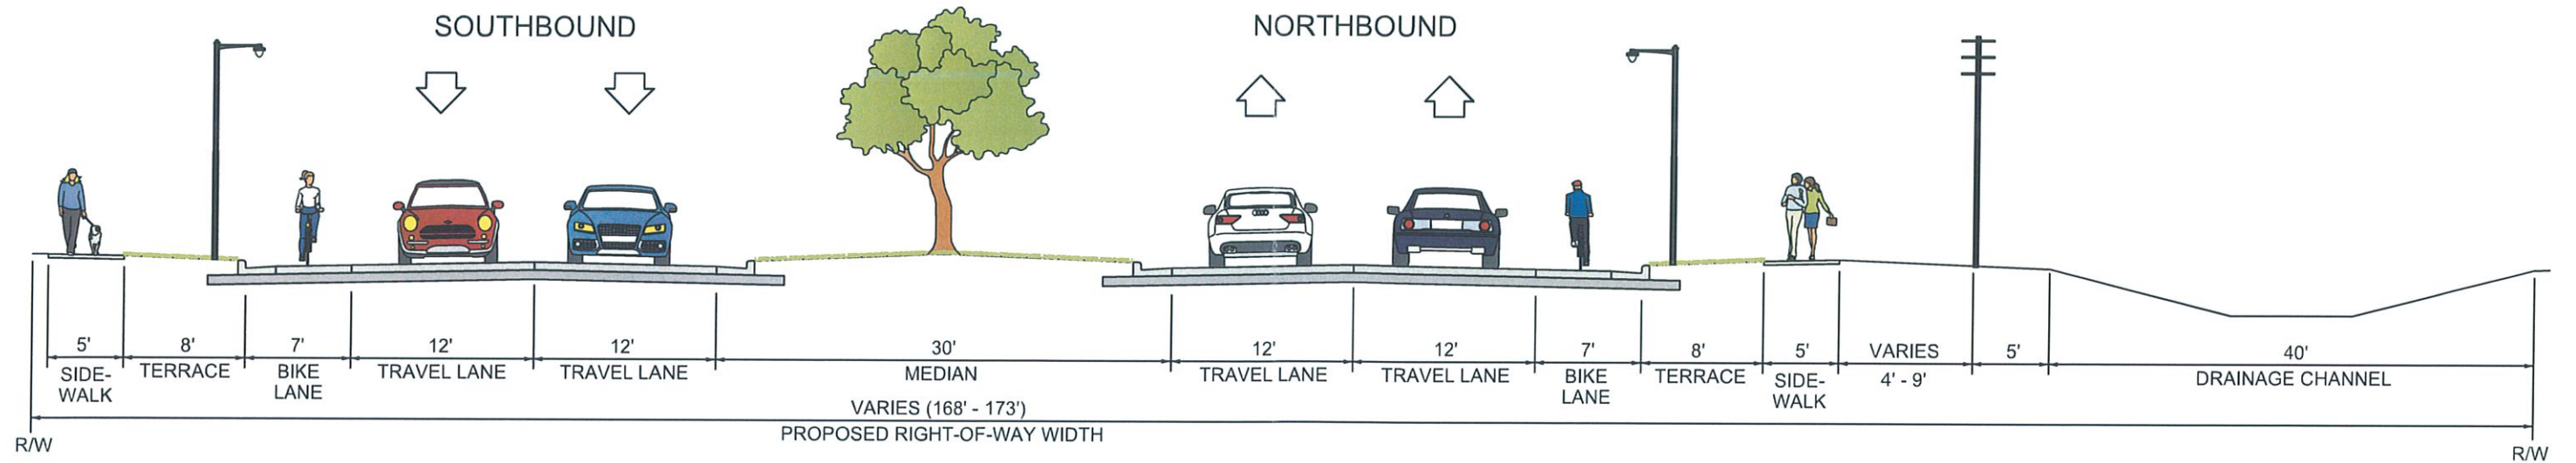 SOUTHBOUND
NORTHBOUND
5'
8'
7'
12'
12'
30'
12'
12'
7'
8'
5'
VARIES
5'
40'
SIDE-
WALK
TERRACE
BIKE
LANE
TRAVEL LANE
TRAVEL LANE
MEDIAN
TRAVEL LANE
TRAVEL LANE
BIKE
LANE
TERRACE
SIDE-
WALK
4' - 9'
DRAINAGE CHANNEL
VARIES (168' - 173')
PROPOSED RIGHT-OF-WAY WIDTH
R/W
R/W